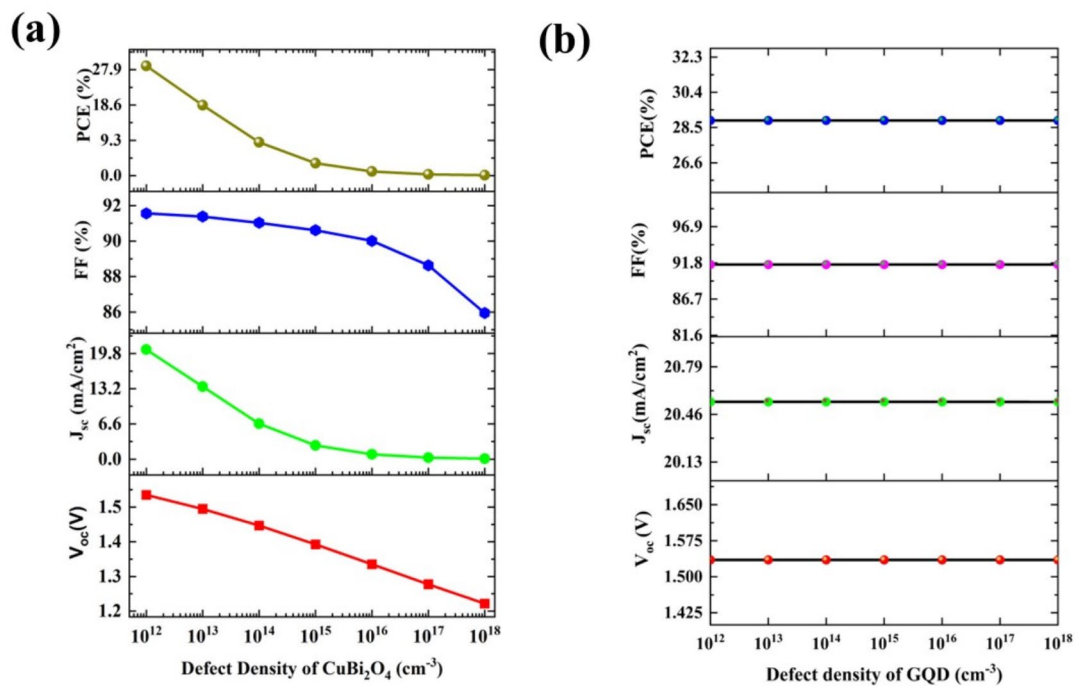 (a)
PCE (%)
27.9
18.6
9.3
0.0
FF (%)
92
90
88
86
J_sc (mA/cm²)
19.8
13.2
6.6
0.0
V_oc(V)
1.5
1.4
1.3
1.2
10¹² 10¹³ 10¹⁴ 10¹⁵ 10¹⁶ 10¹⁷ 10¹⁸
Defect Density of CuBi₂O₄ (cm⁻³)
(b)
PCE(%)
32.3
30.4
28.5
26.6
FF(%)
96.9
91.8
86.7
81.6
J_sc(mA/cm²)
20.79
20.46
20.13
V_oc (V)
1.650
1.575
1.500
1.425
10¹² 10¹³ 10¹⁴ 10¹⁵ 10¹⁶ 10¹⁷ 10¹⁸
Defect density of GQD (cm⁻³)